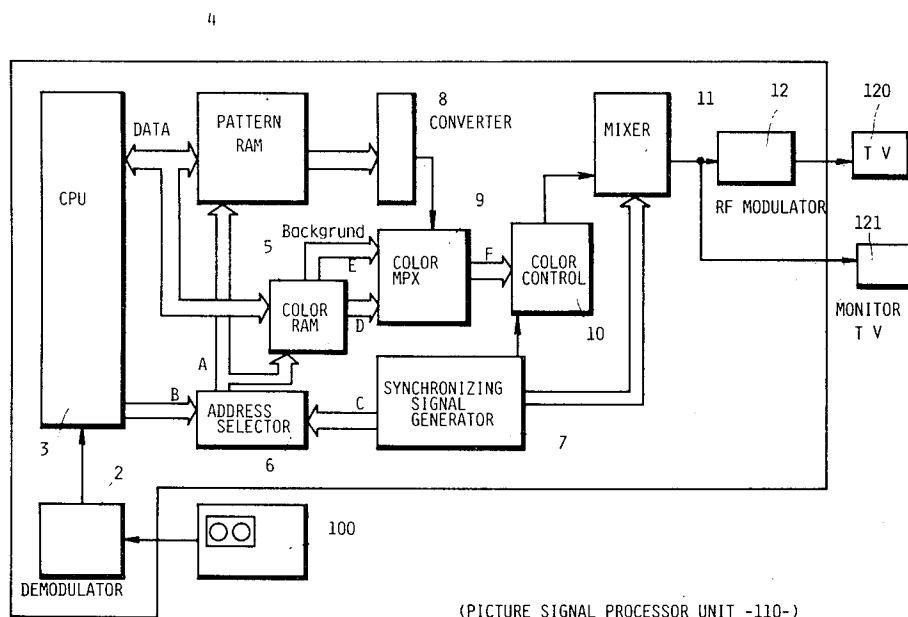 4
12
120
8
CONVERTER
11
MIXER
PATTERN
RAM
DATA
T V
CPU
RF MODULATOR
9
5
Backgrund
E
COLOR
MPX
F
COLOR
CONTROL
121
MONITOR
T V
COLOR
RAM
D
10
A
B
ADDRESS
SELECTOR
C
SYNCHRONIZING
SIGNAL
GENERATOR
3
6
7
2
100
DEMODULATOR
(PICTURE SIGNAL PROCESSOR UNIT -110-)